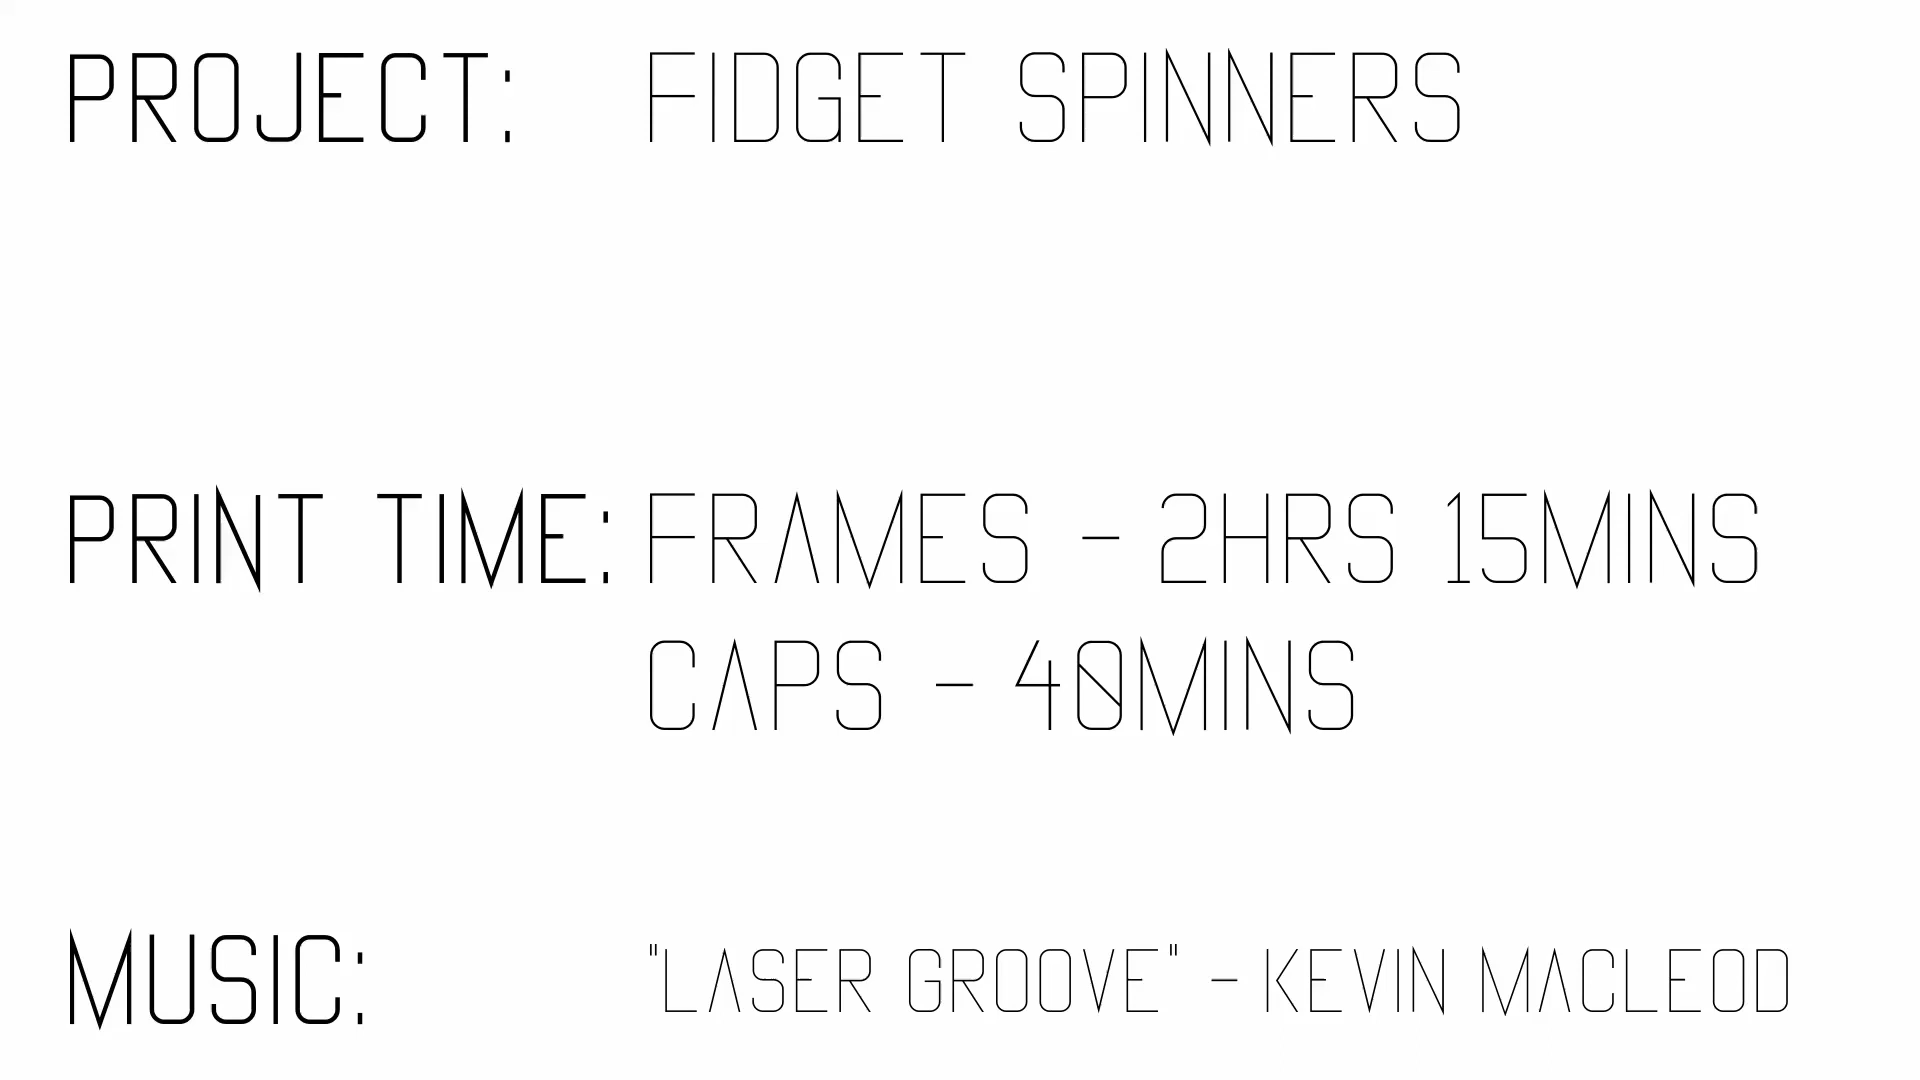 PROJECT: FIDGET SPINNERS
PRINT TIME: FRAMES - 2HRS 15MINS
CAPS - 40MINS
MUSIC: "LASER GROOVE" - KEVIN MACLEOD